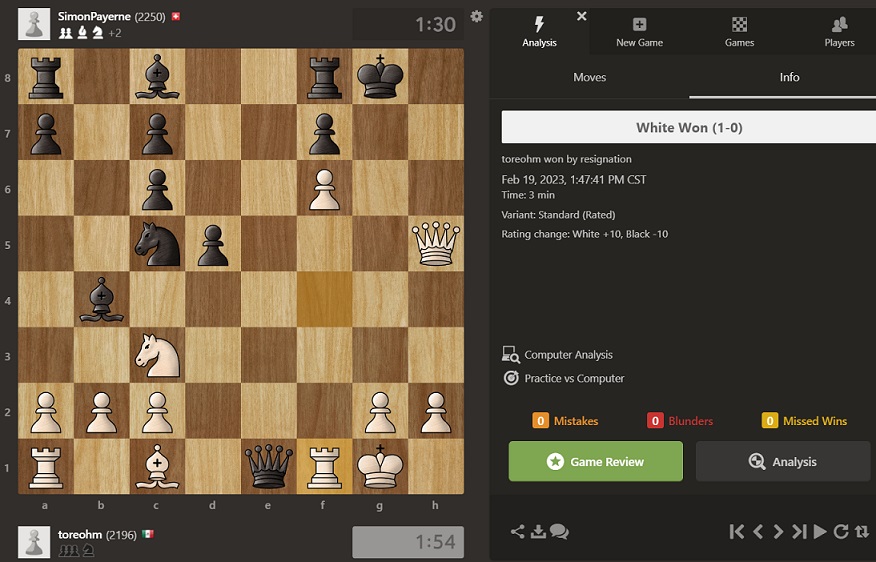 SimonPayerne (2250)
+2
1:30
Analysis
New Game
Games
Players
Moves
Info
White Won (1-0)
toreohm won by resignation
Feb 19, 2023, 1:47:41 PM CST
Time: 3 min
Variant: Standard (Rated)
Rating change: White +10, Black -10
Computer Analysis
Practice vs Computer
0 Mistakes
0 Blunders
0 Missed Wins
Game Review
Analysis
8
7
6
5
4
3
2
1
a b c d e f g h
toreohm (2196)
1:54